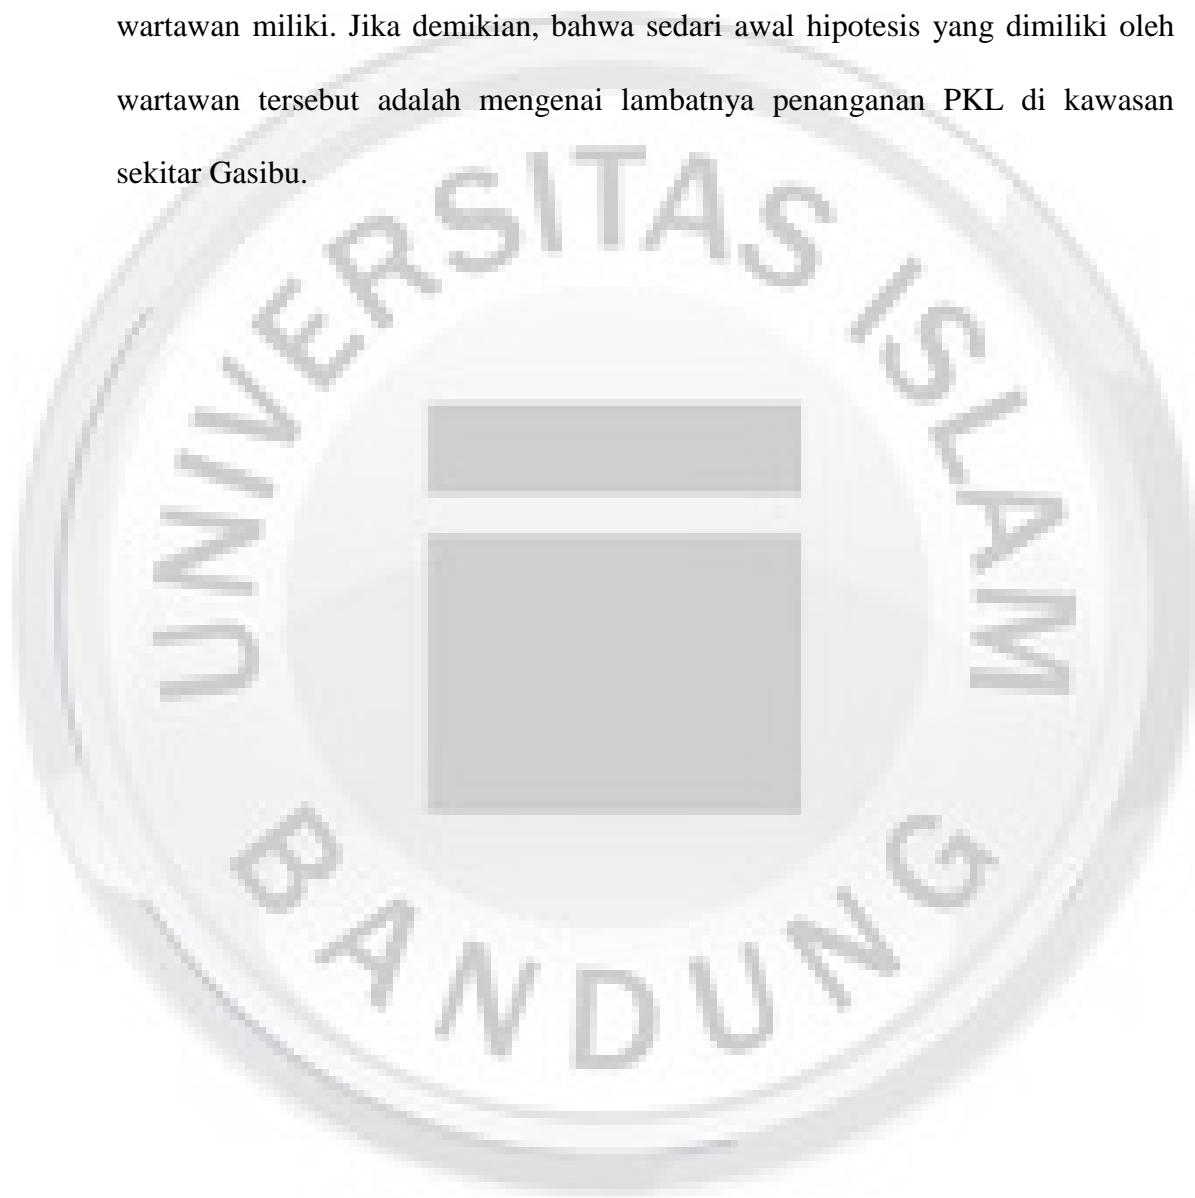 wartawan miliki. Jika demikian, bahwa sedari awal hipotesis yang dimiliki oleh
wartawan tersebut adalah mengenai lambatnya penanganan PKL di kawasan
sekitar Gasibu.
UNIVERSITAS ISLAM
BANDUNG